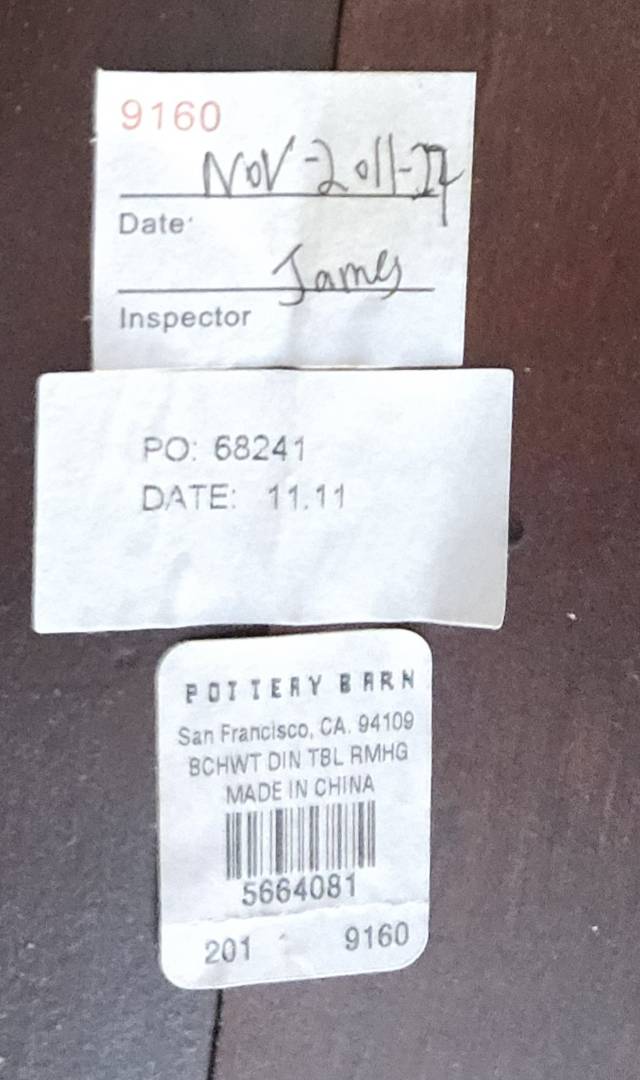 9160
Nov-2011-
Date
James
Inspector
PO: 68241
DATE: 11.11
POTTERY BARN
San Francisco, CA. 94109
BCHWT DIN TBL RMHG
MADE IN CHINA
5664081
201 9160